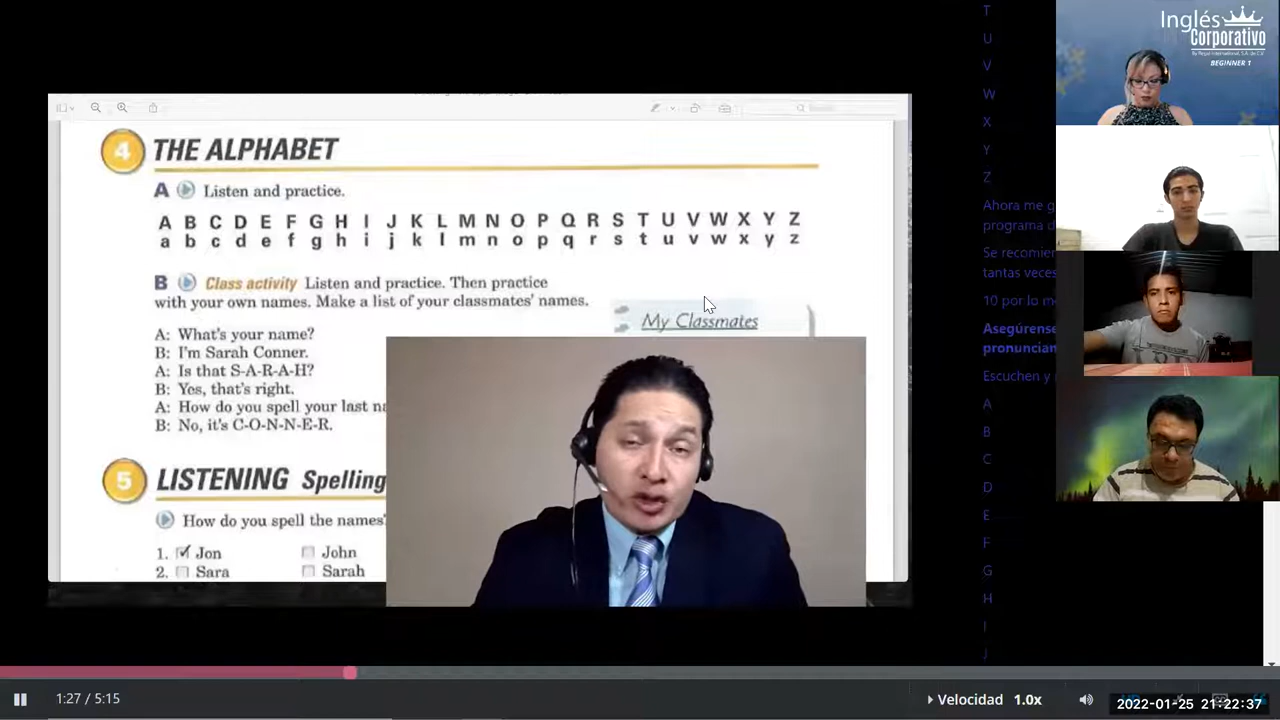 4 THE ALPHABET
A Listen and practice.
A B C D E F G H I J K L M N O P Q R S T U V W X Y Z
a b c d e f g h i j k l m n o p q r s t u v w x y z
B Class activity Listen and practice. Then practice
with your own names. Make a list of your classmates' names.
My Classmates
A: What's your name?
B: I'm Sarah Conner.
A: Is that S-A-R-A-H?
B: Yes, that's right.
A: How do you spell your last
B: No, it's C-O-N-N-E-R.
5 LISTENING Spelling
How do you spell the names?
1. Jon John
2. Sara Sarah
T
U
V
W
X
Y
Z
Ahora me
programa
Se
tantas veces
10 por lo
Asegúrense
Escuchen y
A
B
C
D
E
F
G
H
I
J
Inglés
Corporativo
BEGINNER 1
1:27 / 5:15
Velocidad 1.0x
2022-01-25 21:22:37